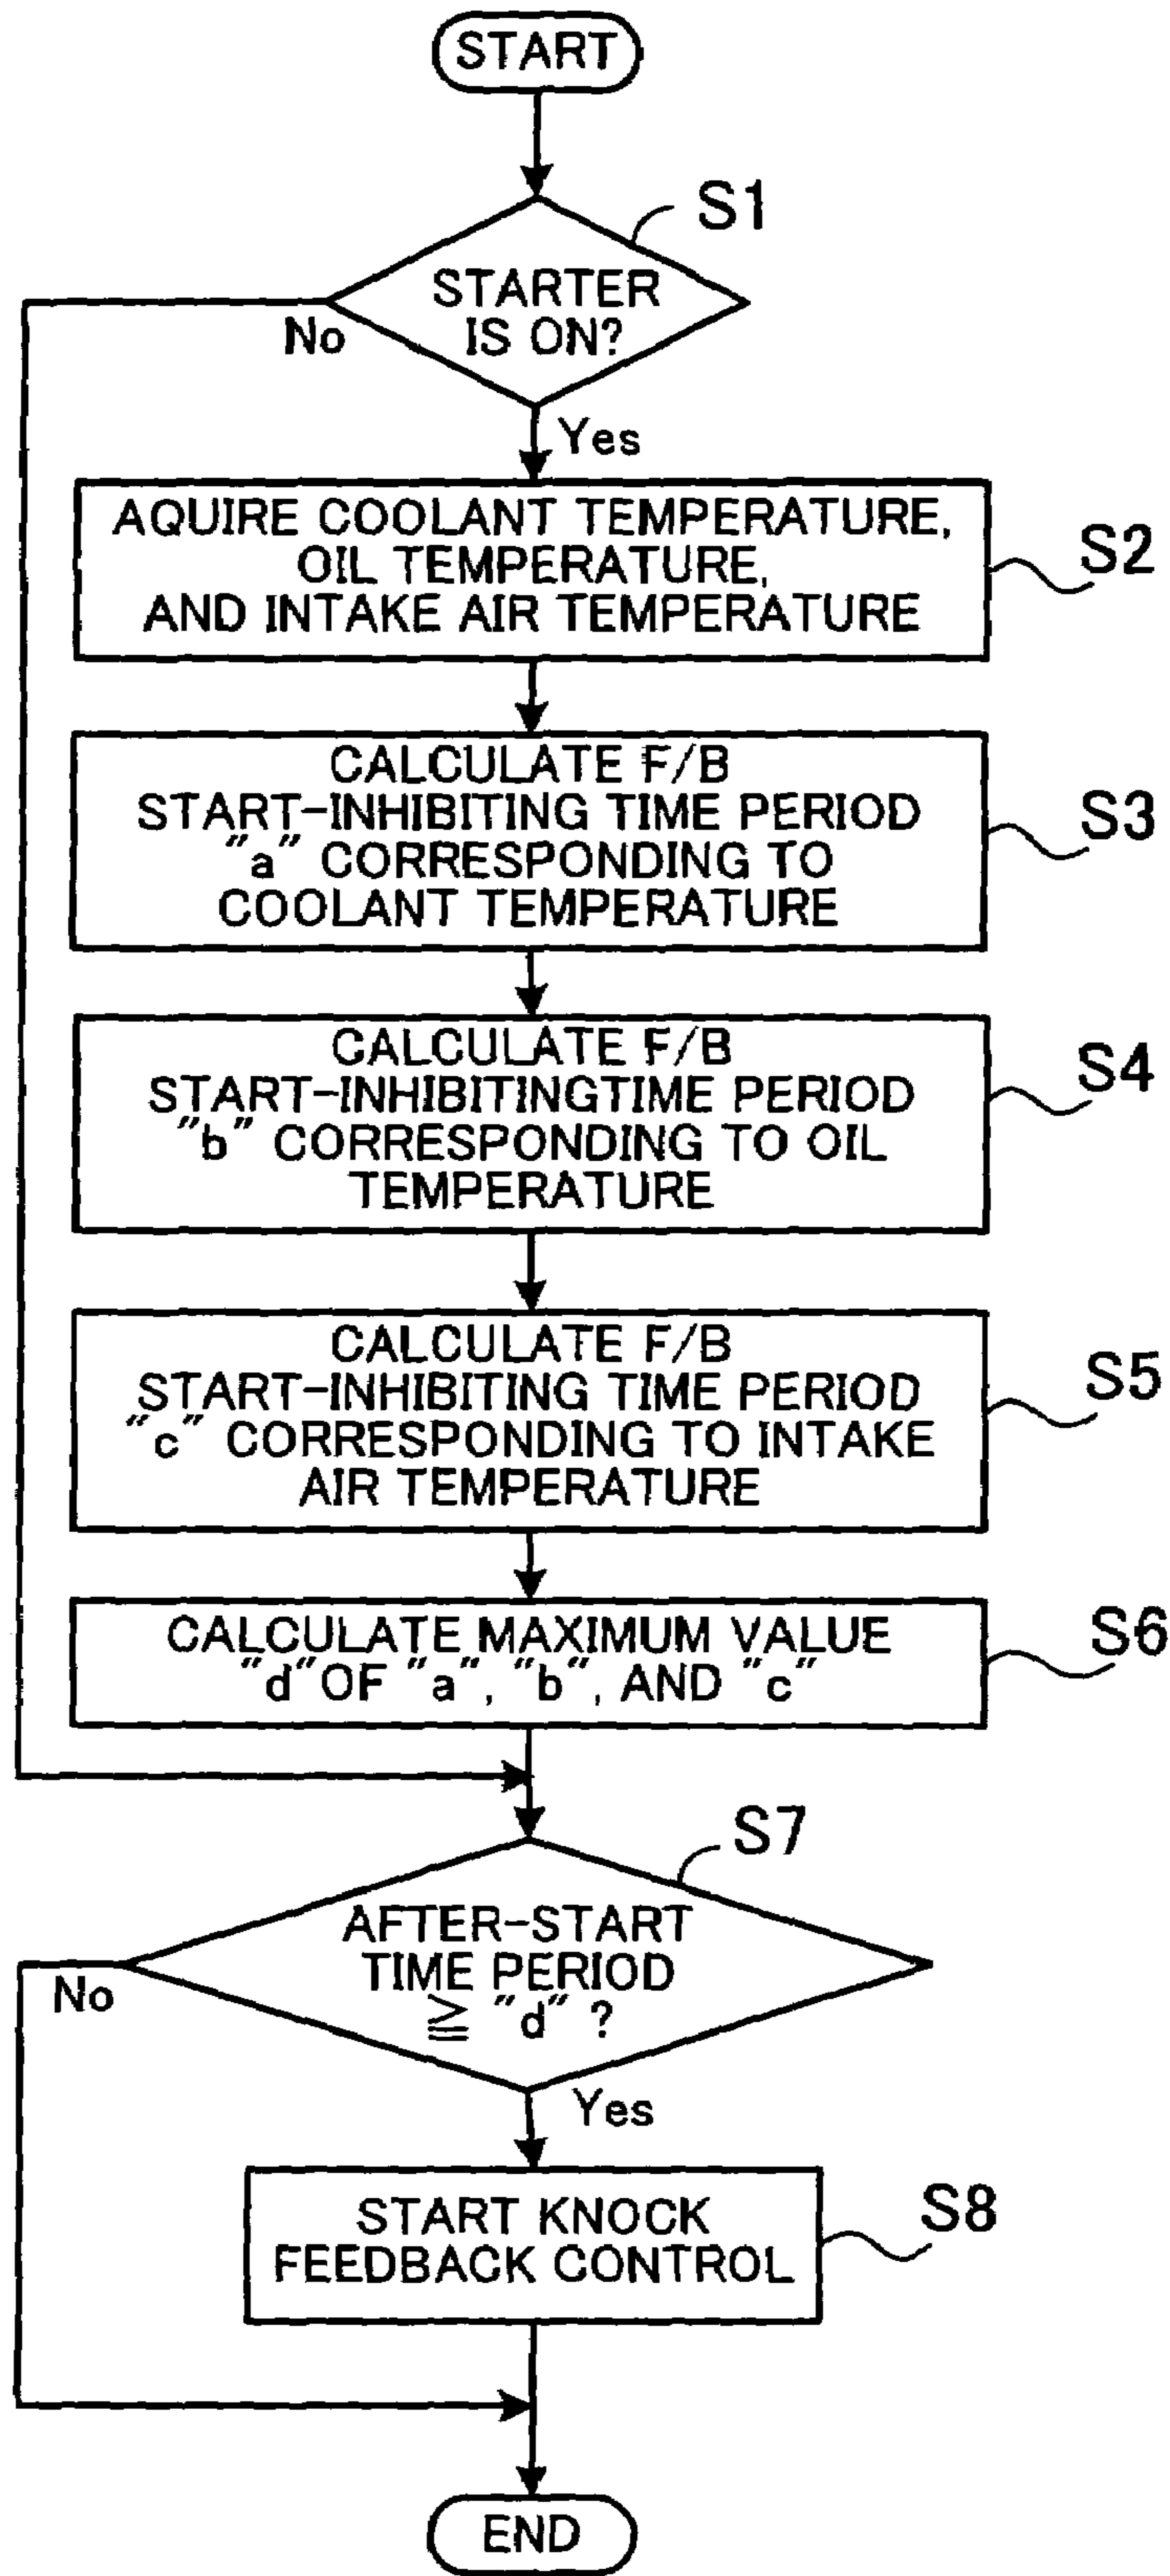 START
S1
STARTER
IS ON?
No
Yes
AQUIRE COOLANT TEMPERATURE,
OIL TEMPERATURE,
AND INTAKE AIR TEMPERATURE
S2
CALCULATE F/B
START-INHIBITING TIME PERIOD
"a" CORRESPONDING TO
COOLANT TEMPERATURE
S3
CALCULATE F/B
START-INHIBITINGTIME PERIOD
"b" CORRESPONDING TO OIL
TEMPERATURE
S4
CALCULATE F/B
START-INHIBITING TIME PERIOD
"c" CORRESPONDING TO INTAKE
AIR TEMPERATURE
S5
CALCULATE MAXIMUM VALUE
"d"OF "a", "b", AND "c"
S6
S7
AFTER-START
TIME PERIOD
≧ "d" ?
No
Yes
START KNOCK
FEEDBACK CONTROL
S8
END